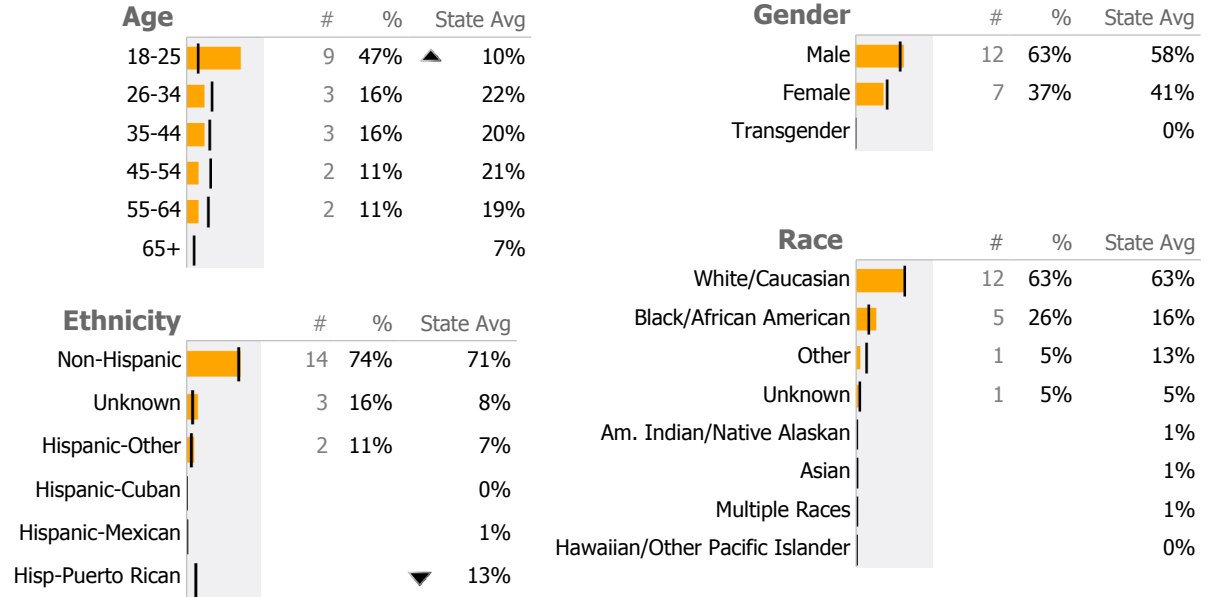 Age # % State Avg
18-25 9 47% ▲ 10%
26-34 3 16% 22%
35-44 3 16% 20%
45-54 2 11% 21%
55-64 2 11% 19%
65+ 7%
Ethnicity # % State Avg
Non-Hispanic 14 74% 71%
Unknown 3 16% 8%
Hispanic-Other 2 11% 7%
Hispanic-Cuban 0%
Hispanic-Mexican 1%
Hisp-Puerto Rican ▼ 13%
Gender # % State Avg
Male 12 63% 58%
Female 7 37% 41%
Transgender 0%
Race # % State Avg
White/Caucasian 12 63% 63%
Black/African American 5 26% 16%
Other 1 5% 13%
Unknown 1 5% 5%
Am. Indian/Native Alaskan 1%
Asian 1%
Multiple Races 1%
Hawaiian/Other Pacific Islander 0%